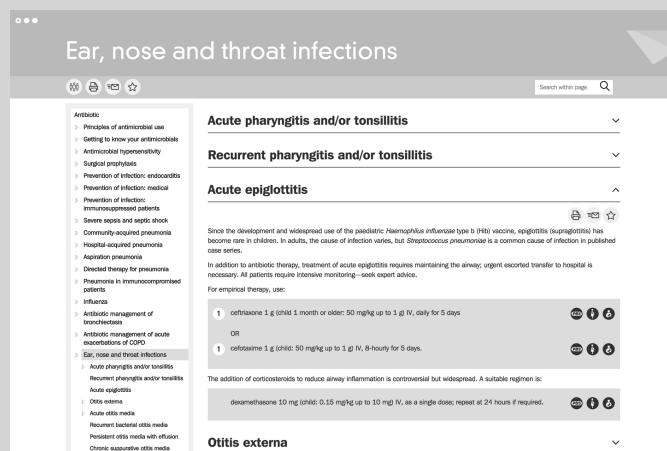 Ear, nose and throat infections
Search within page
Antibiotic
Principles of antimicrobial use
Getting to know your antimicrobials
Antimicrobial hypersensitivity
Surgical prophylaxis
Prevention of infection: endocarditis
Prevention of infection: medical
Prevention of infection:
immunosuppressed patients
Severe sepsis and septic shock
Community-acquired pneumonia
Hospital-acquired pneumonia
Aspiration pneumonia
Directed therapy for pneumonia
Pneumonia in immunocompromised
patients
Influenza
Antibiotic management of
bronchiectasis
Antibiotic management of acute
exacerbations of COPD
Ear, nose and throat infections
Acute pharyngitis and/or tonsillitis
Recurrent pharyngitis and/or tonsillitis
Acute epiglottitis
Otitis externa
Acute otitis media
Recurrent bacterial otitis media
Persistent otitis media with effusion
Chronic suppurative otitis media
Acute pharyngitis and/or tonsillitis
Recurrent pharyngitis and/or tonsillitis
Acute epiglottitis
Since the development and widespread use of the paediatric Haemophilus influenzae type b (Hib) vaccine, epiglottitis (supraglottitis) has
become rare in children. In adults, the cause of infection varies, but Streptococcus pneumoniae is a common cause of infection in published
case series.
In addition to antibiotic therapy, treatment of acute epiglottitis requires maintaining the airway; urgent escorted transfer to hospital is
necessary. All patients require intensive monitoring—seek expert advice.
For empirical therapy, use:
1 ceftriaxone 1 g (child 1 month or older: 50 mg/kg up to 1 g) IV, daily for 5 days
OR
1 cefotaxime 1 g (child: 50 mg/kg up to 1 g) IV, 8-hourly for 5 days.
The addition of corticosteroids to reduce airway inflammation is controversial but widespread. A suitable regimen is:
dexamethasone 10 mg (child: 0.15 mg/kg up to 10 mg) IV, as a single dose; repeat at 24 hours if required.
Otitis externa